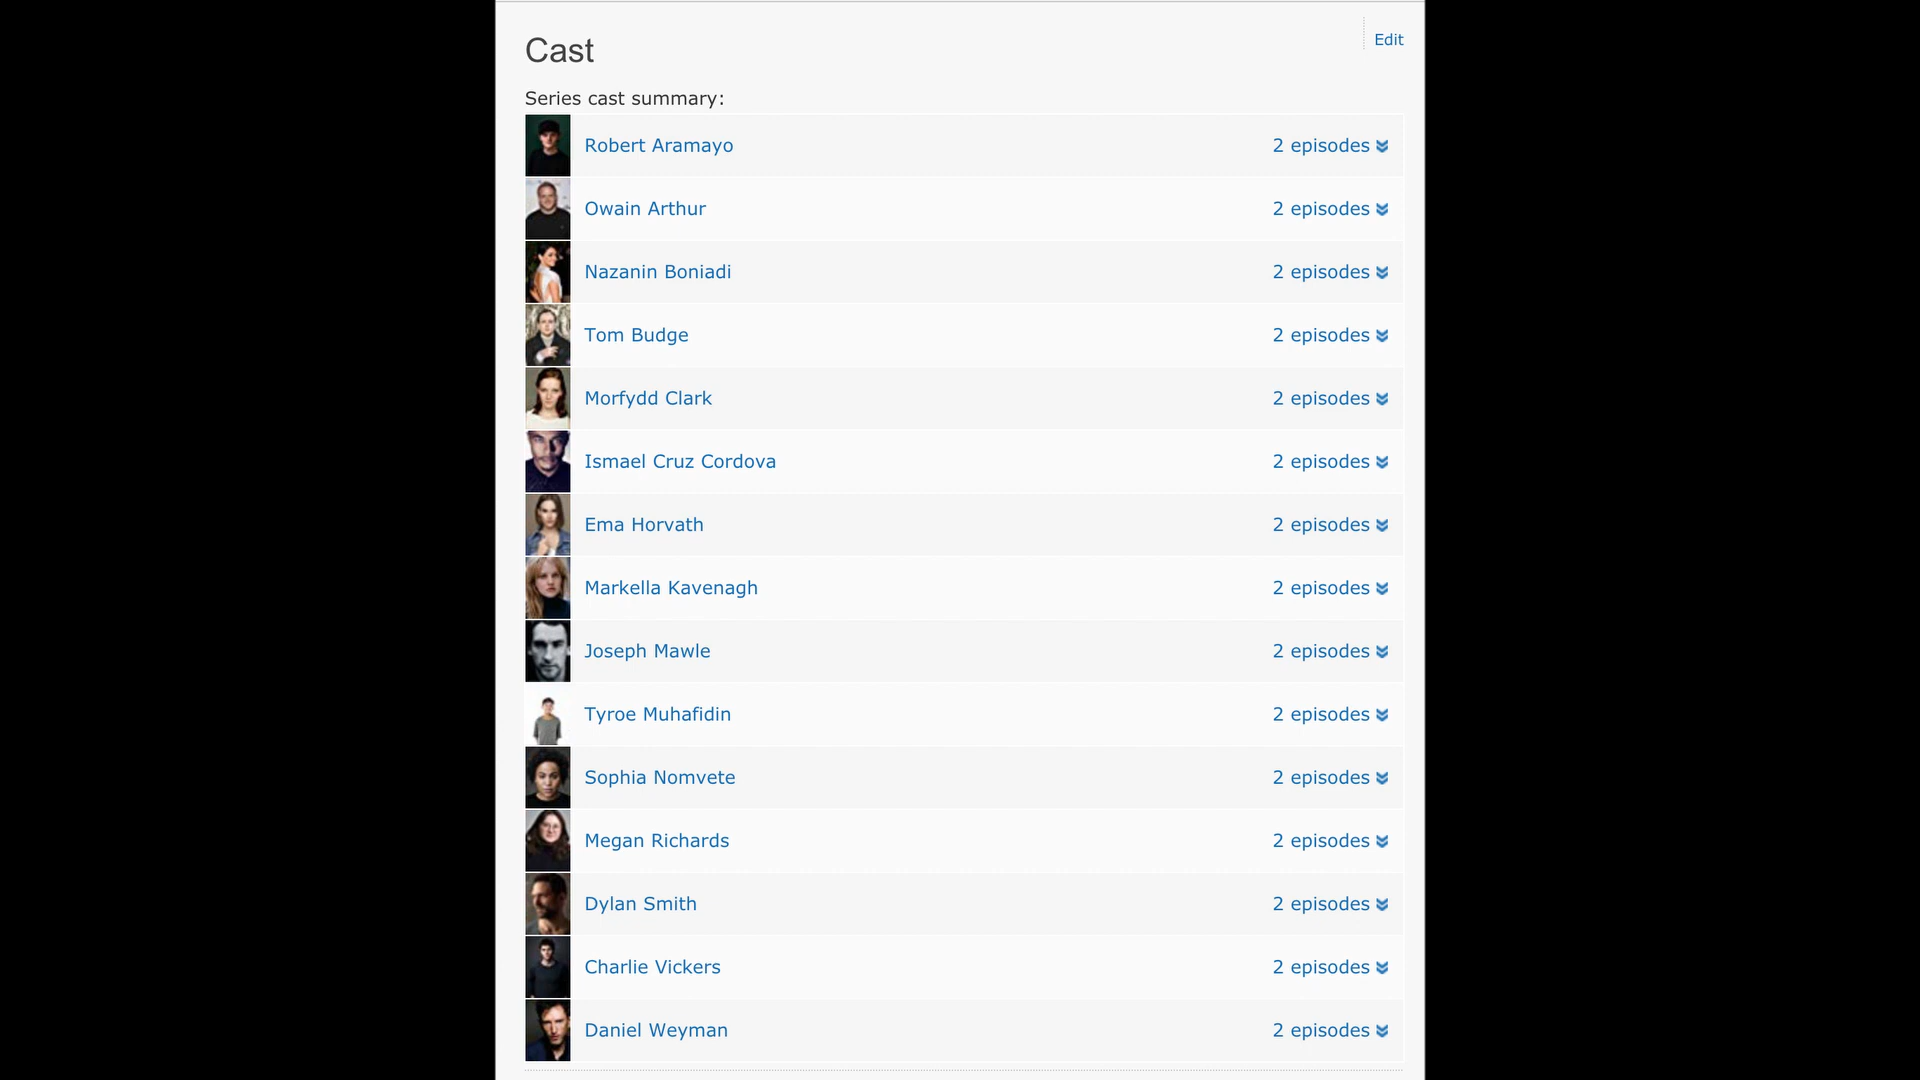 Cast
Edit
Series cast summary:
Robert Aramayo 2 episodes
Owain Arthur 2 episodes
Nazanin Boniadi 2 episodes
Tom Budge 2 episodes
Morfydd Clark 2 episodes
Ismael Cruz Cordova 2 episodes
Ema Horvath 2 episodes
Markella Kavenagh 2 episodes
Joseph Mawle 2 episodes
Tyroe Muhafidin 2 episodes
Sophia Nomvete 2 episodes
Megan Richards 2 episodes
Dylan Smith 2 episodes
Charlie Vickers 2 episodes
Daniel Weyman 2 episodes